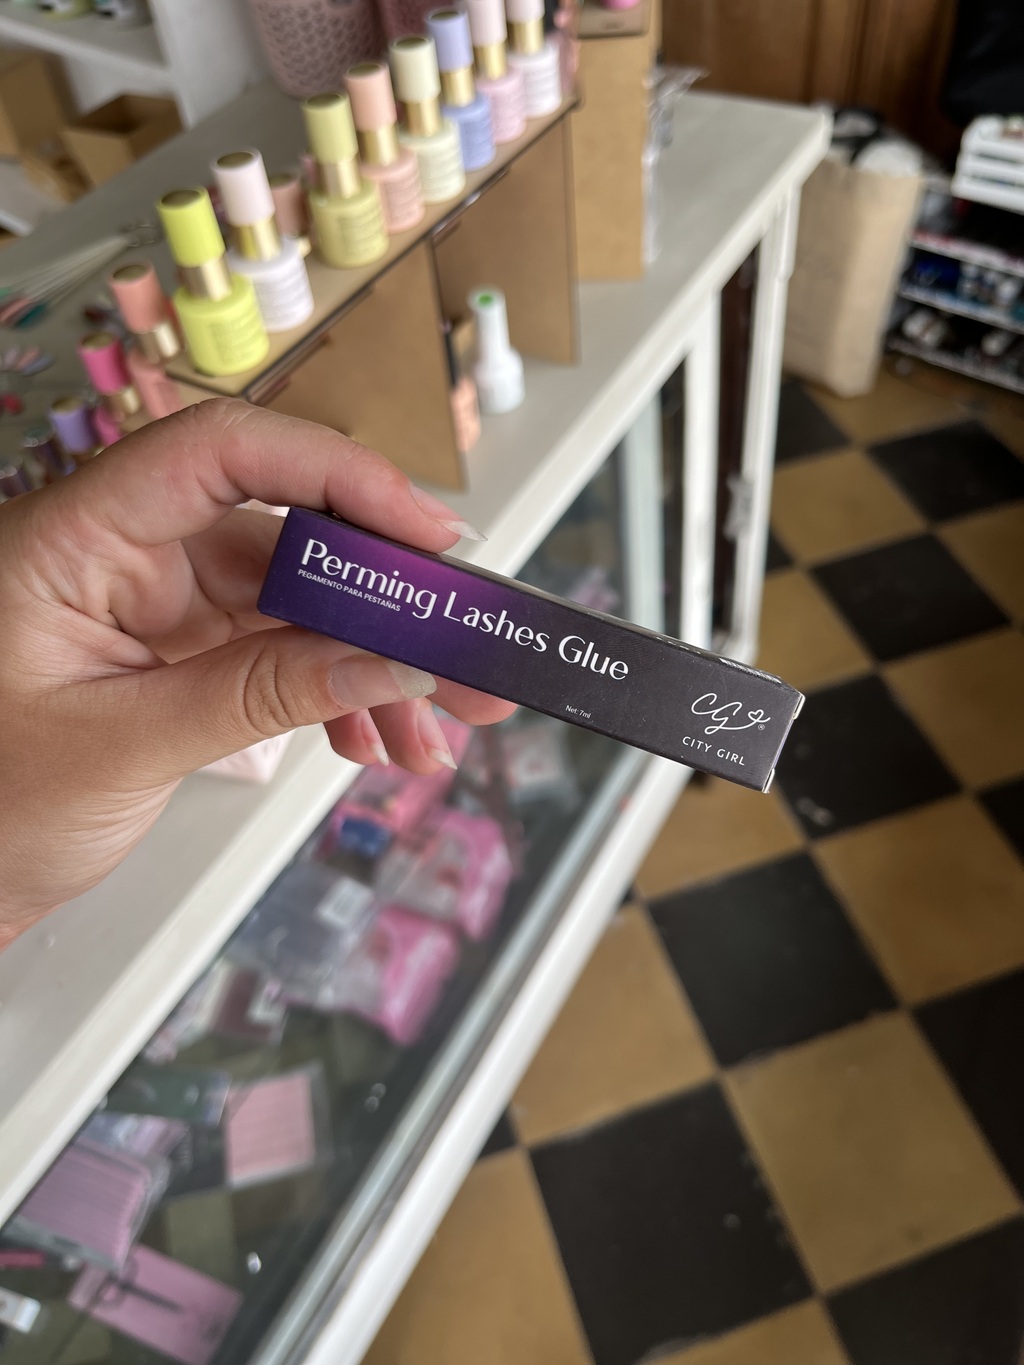 Perming Lashes Glue
PEGAMENTO PARA PESTAÑAS
Net: 7ml
CG®
CITY GIRL